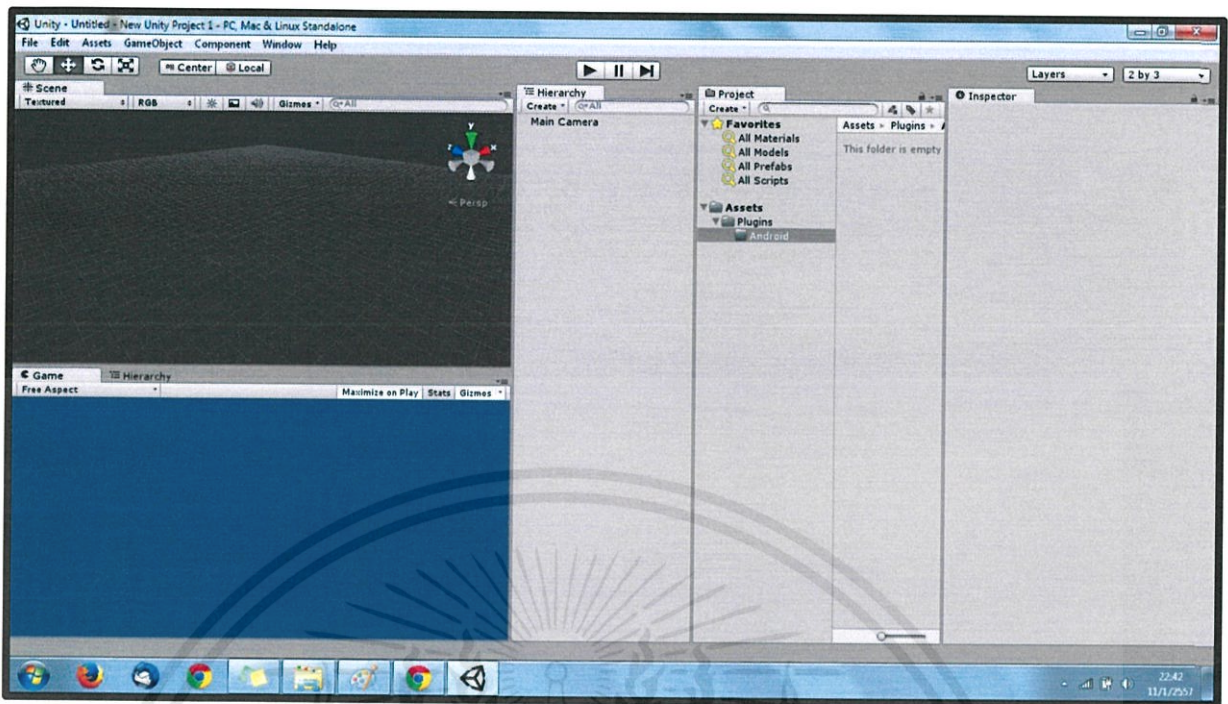 Unity - Untitled - New Unity Project 1 - PC, Mac & Linux Standalone
File Edit Assets GameObject Component Window Help
Center Local
Layers 2 by 3
Scene
Textured RGB Gizmos All
Persp
y
z x
Game Hierarchy
Free Aspect Maximize on Play Stats Gizmos
Hierarchy
Create All
Main Camera
Project
Create
Favorites
All Materials
All Models
All Prefabs
All Scripts
Assets
Plugins
Android
Assets Plugins
This folder is empty
Inspector
22:42
11/1/2557